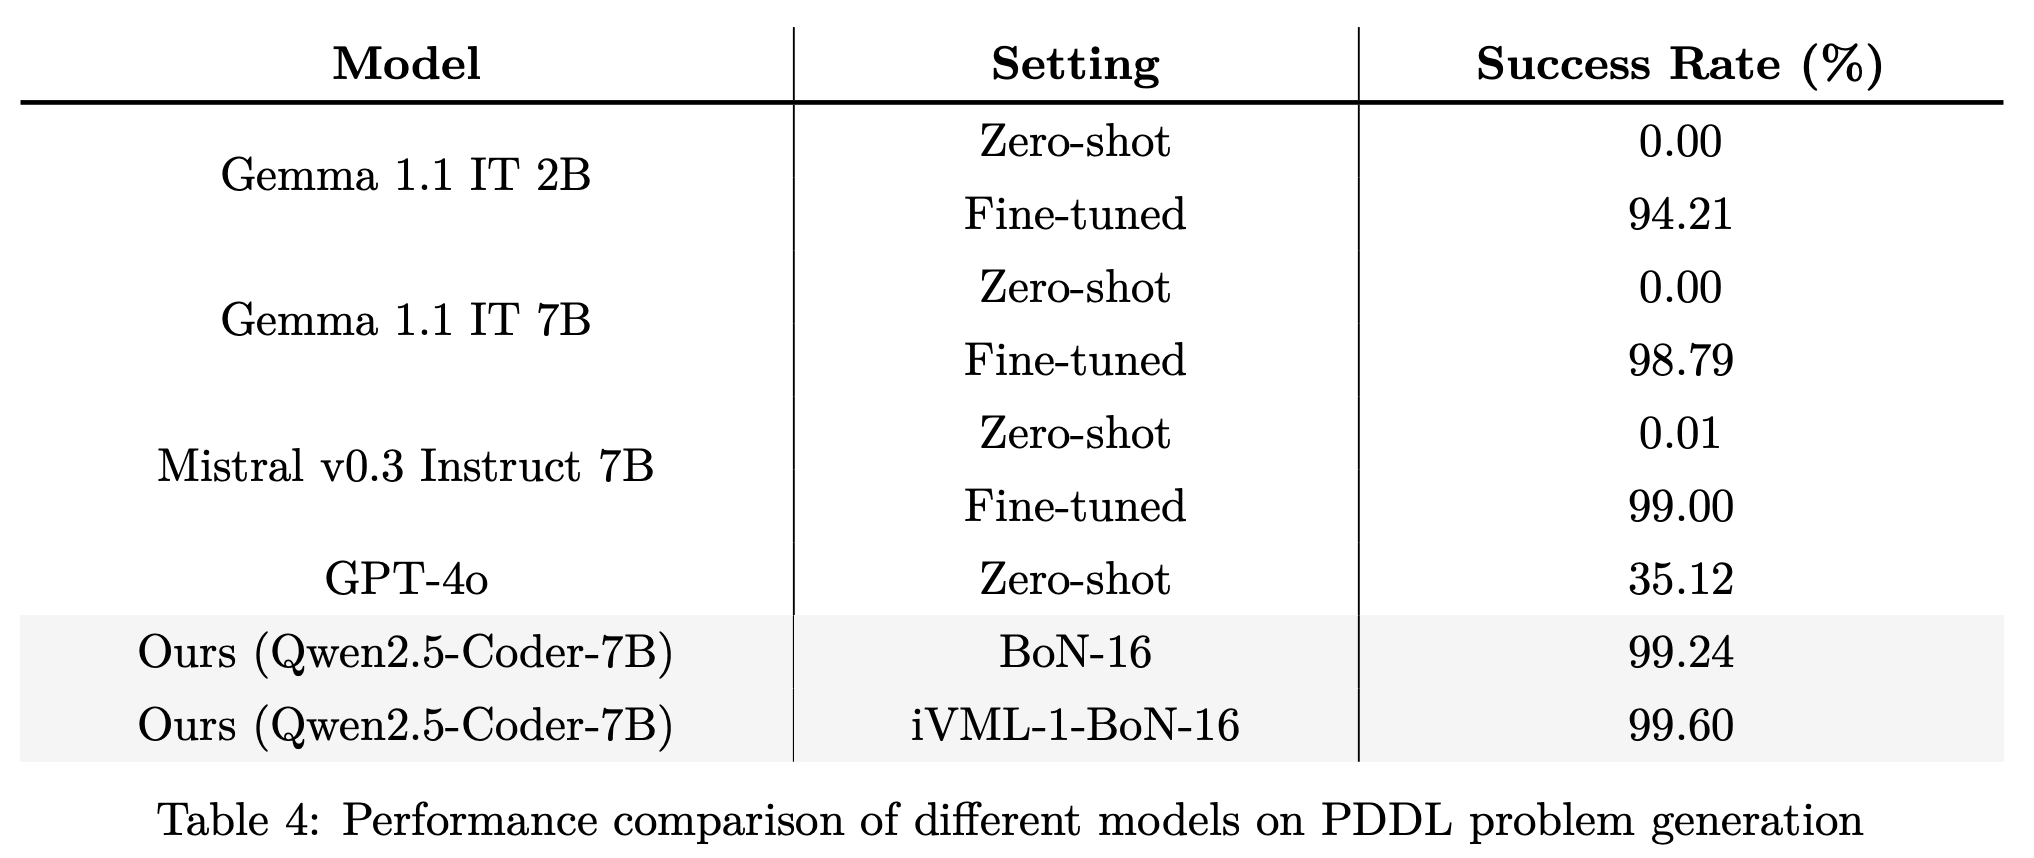 Model Setting Success Rate (%)
Gemma 1.1 IT 2B Zero-shot 0.00
Fine-tuned 94.21
Gemma 1.1 IT 7B Zero-shot 0.00
Fine-tuned 98.79
Mistral v0.3 Instruct 7B Zero-shot 0.01
Fine-tuned 99.00
GPT-4o Zero-shot 35.12
Ours (Qwen2.5-Coder-7B) BoN-16 99.24
Ours (Qwen2.5-Coder-7B) iVML-1-BoN-16 99.60
Table 4: Performance comparison of different models on PDDL problem generation